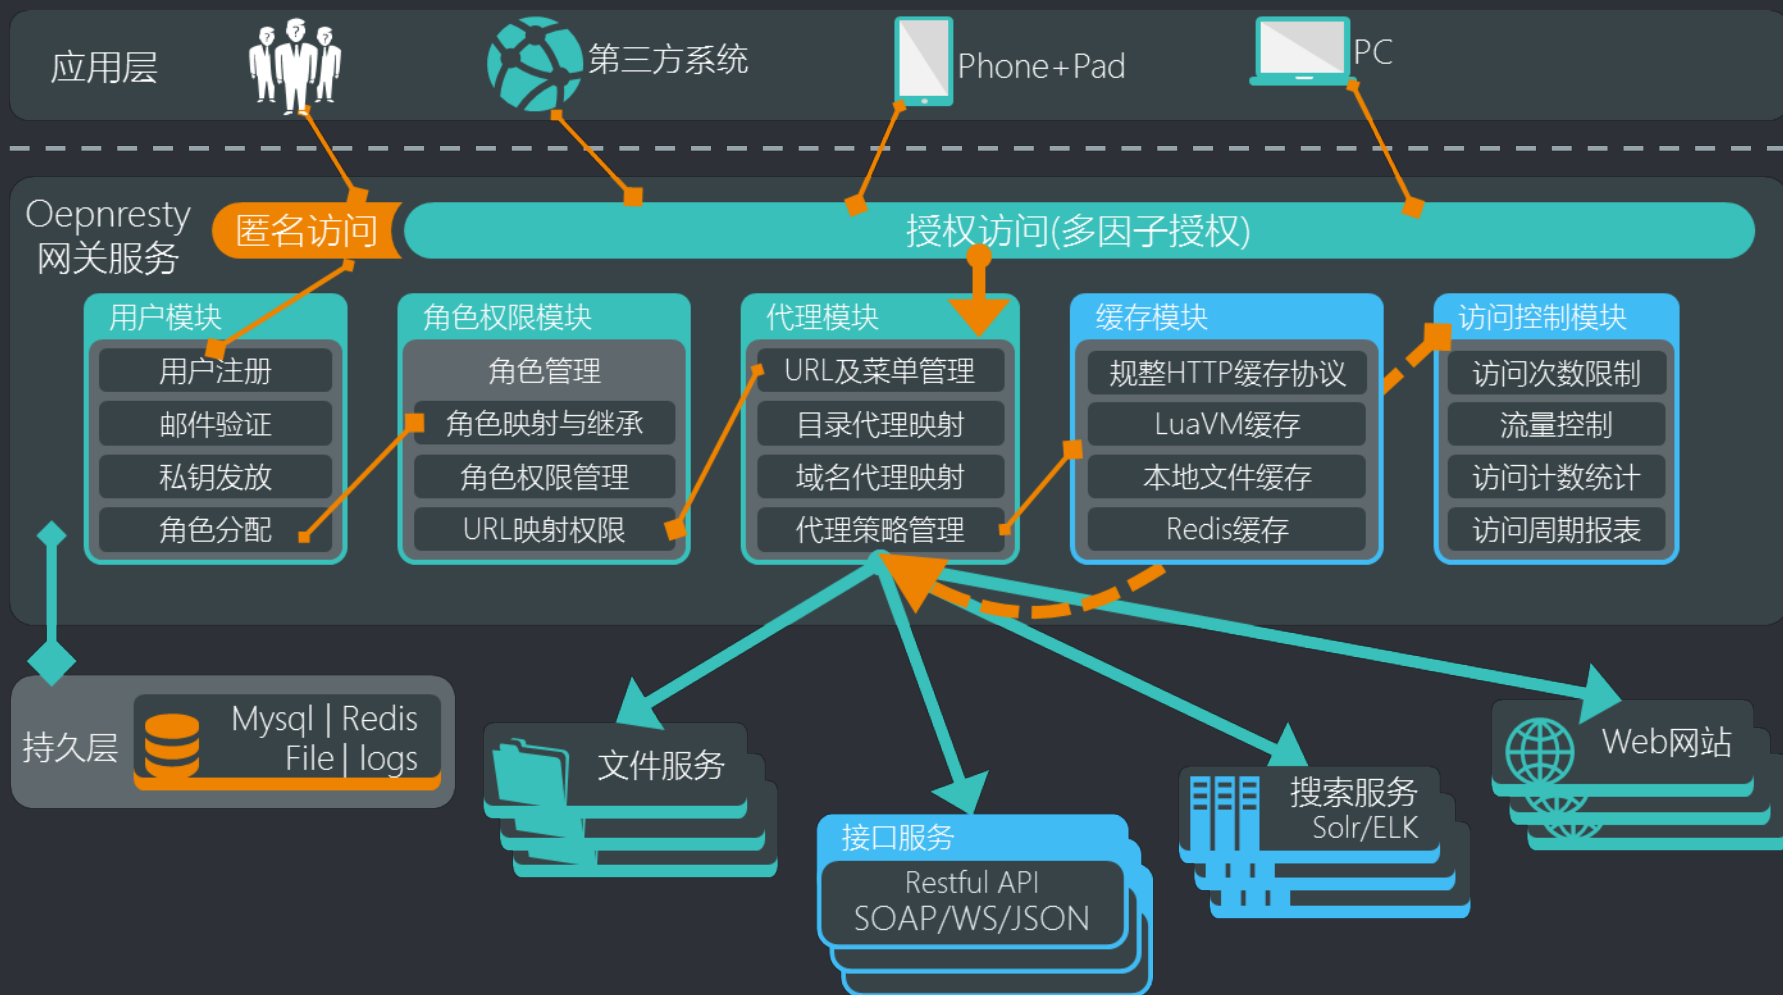 应用层
第三方系统
Phone+Pad
PC
Oepnresty
网关服务
匿名访问
授权访问(多因子授权)
用户模块
用户注册
邮件验证
私钥发放
角色分配
角色权限模块
角色管理
角色映射与继承
角色权限管理
URL映射权限
代理模块
URL及菜单管理
目录代理映射
域名代理映射
代理策略管理
缓存模块
规整HTTP缓存协议
LuaVM缓存
本地文件缓存
Redis缓存
访问控制模块
访问次数限制
流量控制
访问计数统计
访问周期报表
持久层
Mysql | Redis
File | logs
文件服务
接口服务
Restful API
SOAP/WS/JSON
搜索服务
Solr/ELK
Web网站